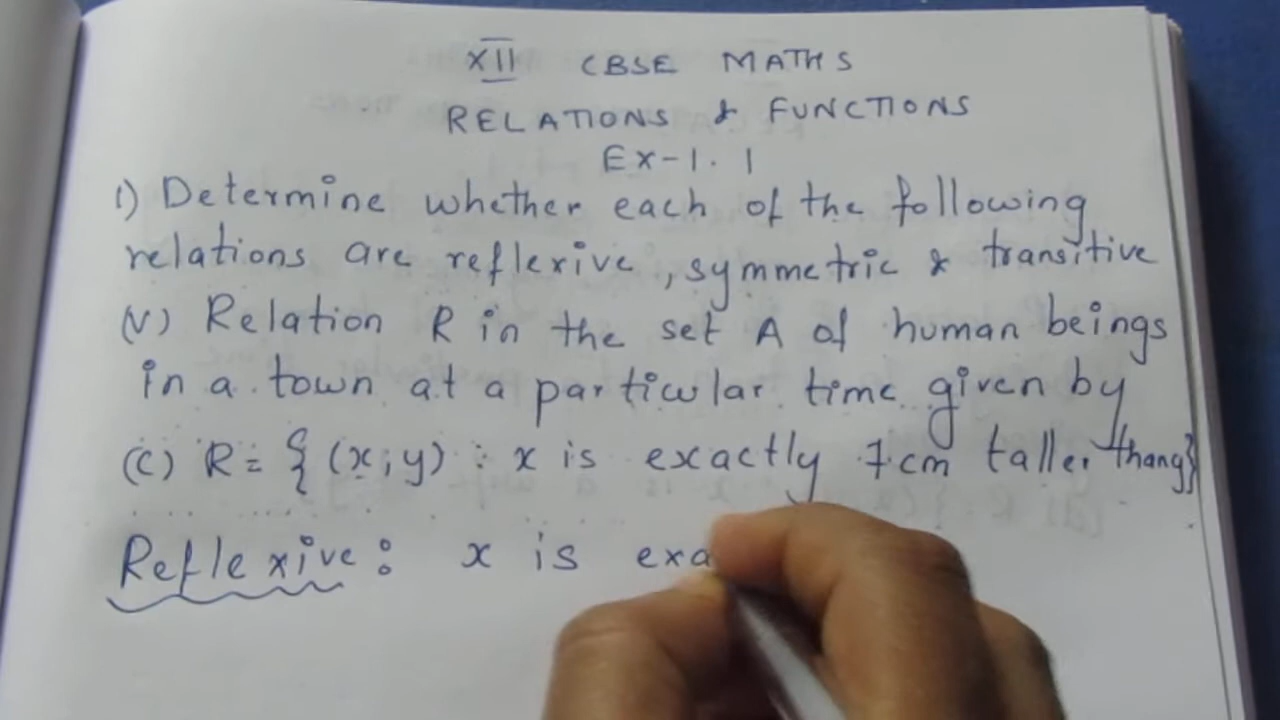 XII CBSE MATHS
RELATIONS & FUNCTIONS
Ex-1.1
1) Determine whether each of the following
relations are reflexive, symmetric & transitive
(V) Relation R in the set A of human beings
in a town at a particular time given by
(C) R = { (x, y) : x is exactly 7cm taller than y}
Reflexive : x is exa